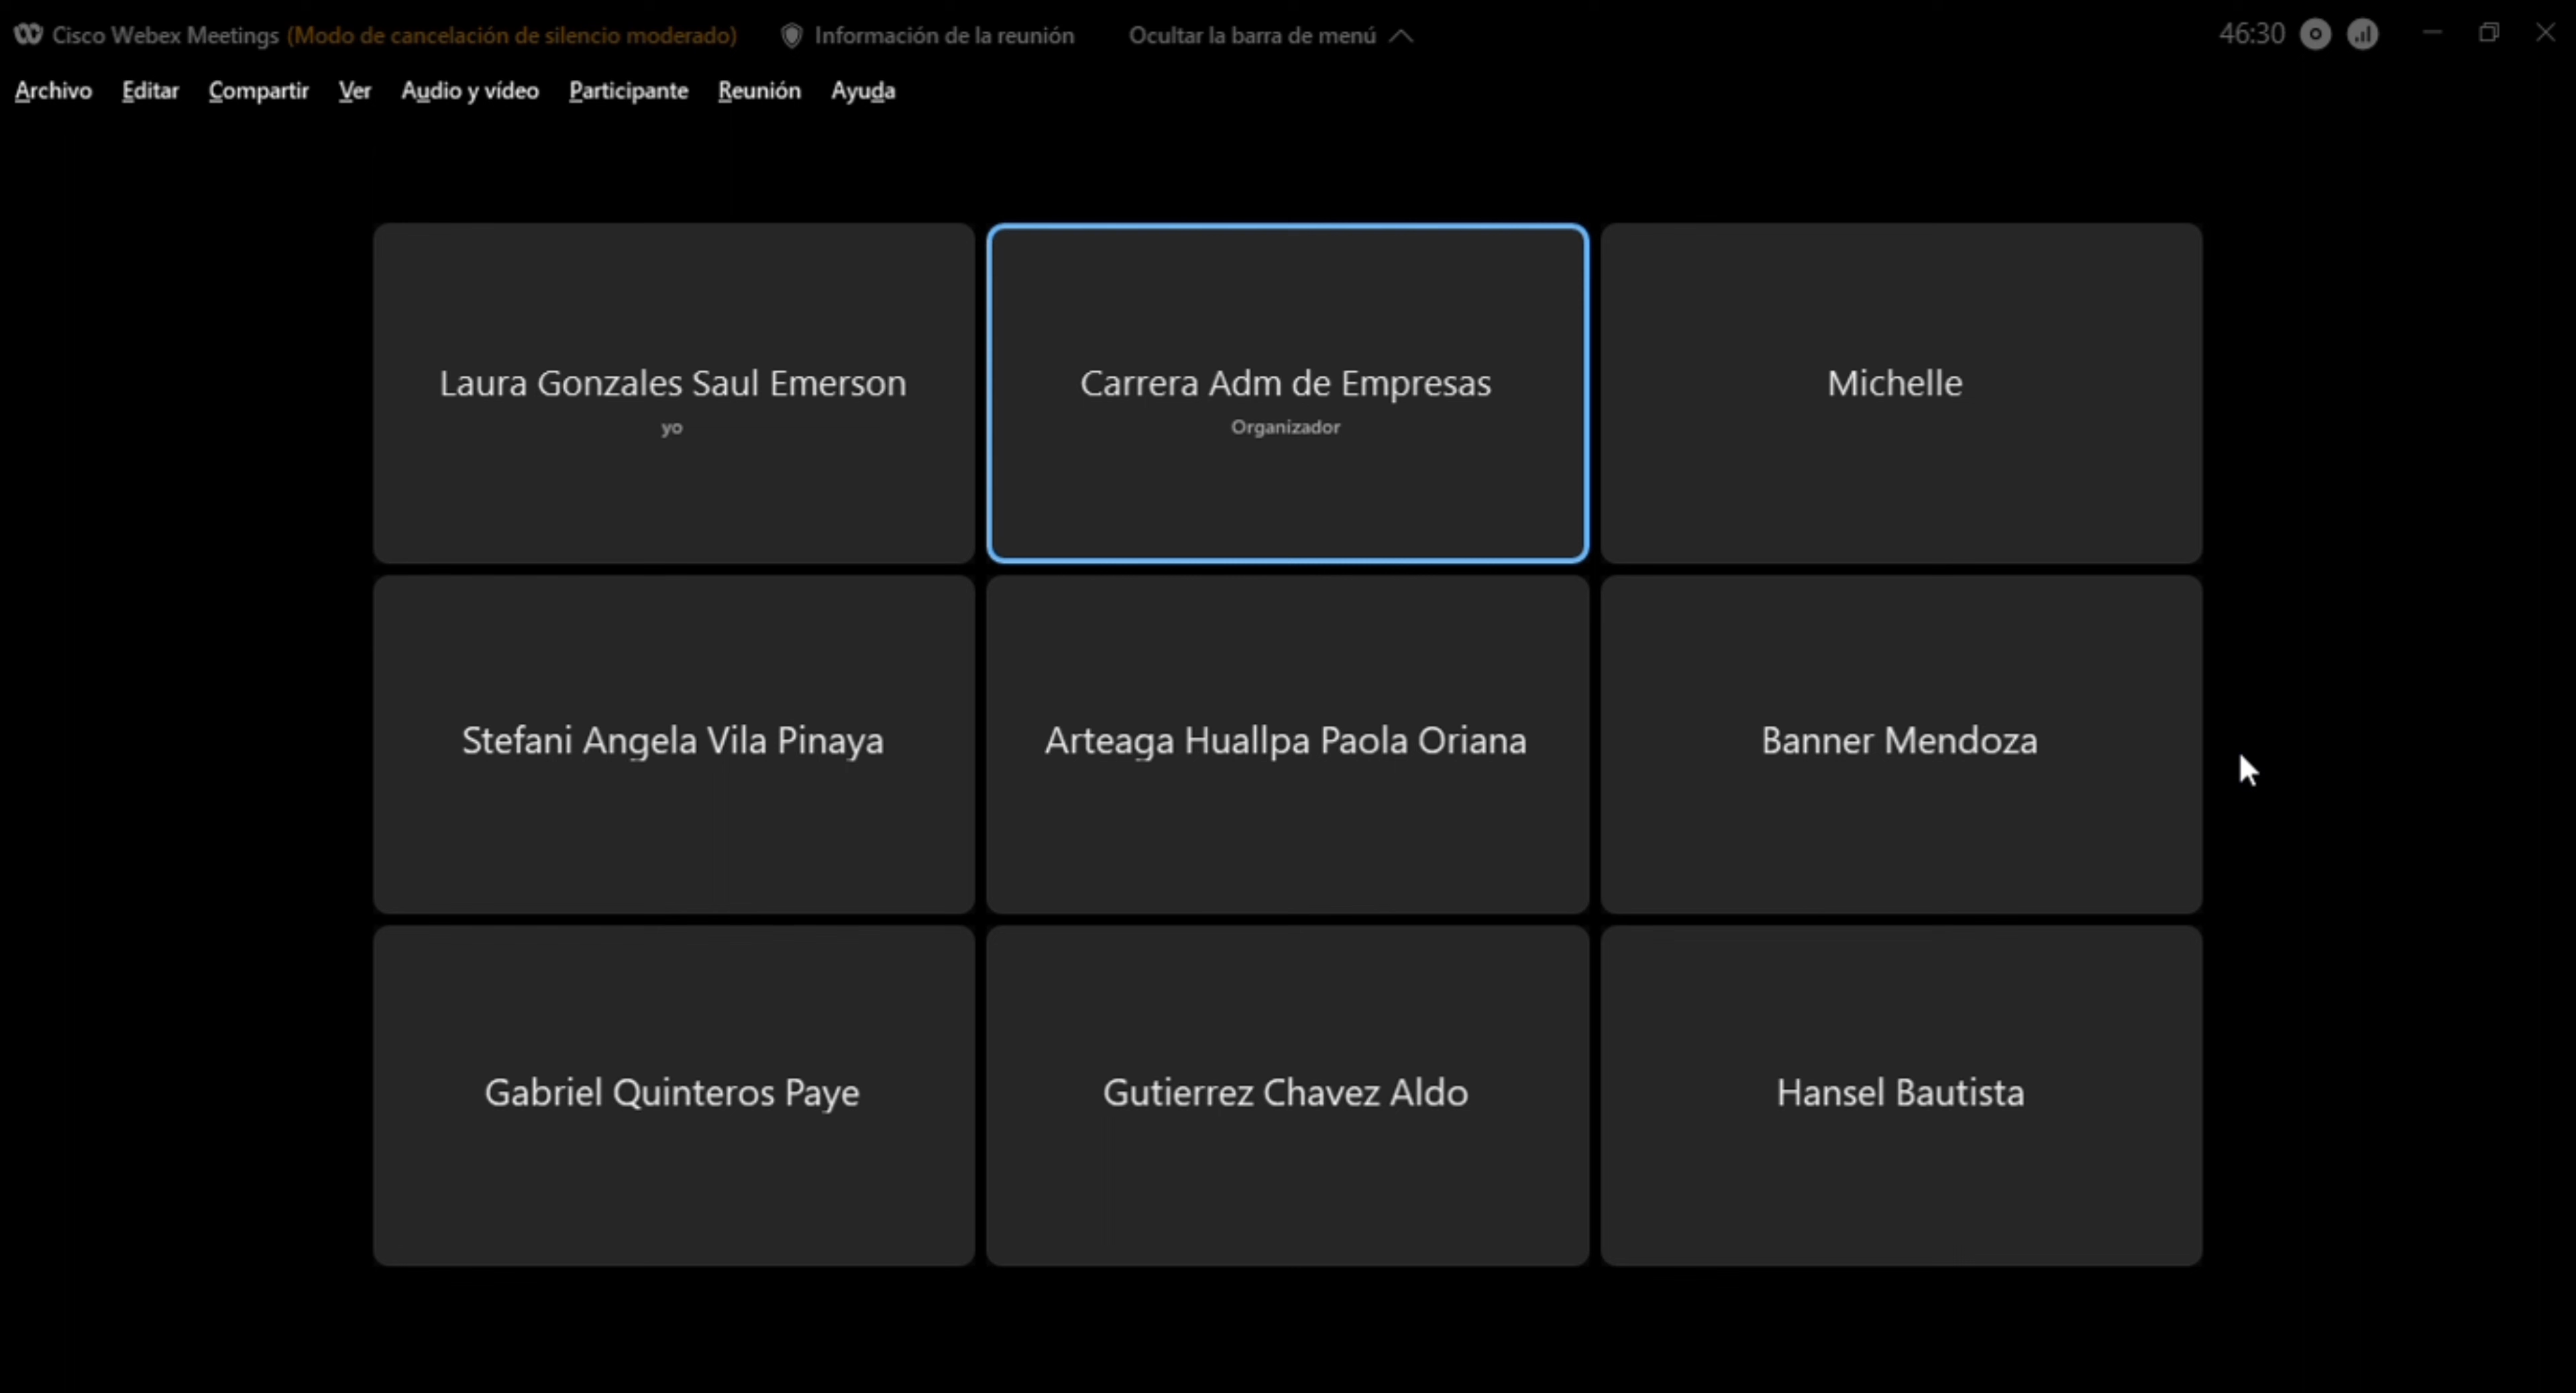 Cisco Webex Meetings (Modo de cancelación de silencio moderado) Información de la reunión Ocultar la barra de menú 46:30
Archivo Editar Compartir Ver Audio y vídeo Participante Reunión Ayuda
Laura Gonzales Saul Emerson
yo
Carrera Adm de Empresas
Organizador
Michelle
Stefani Angela Vila Pinaya
Arteaga Huallpa Paola Oriana
Banner Mendoza
Gabriel Quinteros Paye
Gutierrez Chavez Aldo
Hansel Bautista